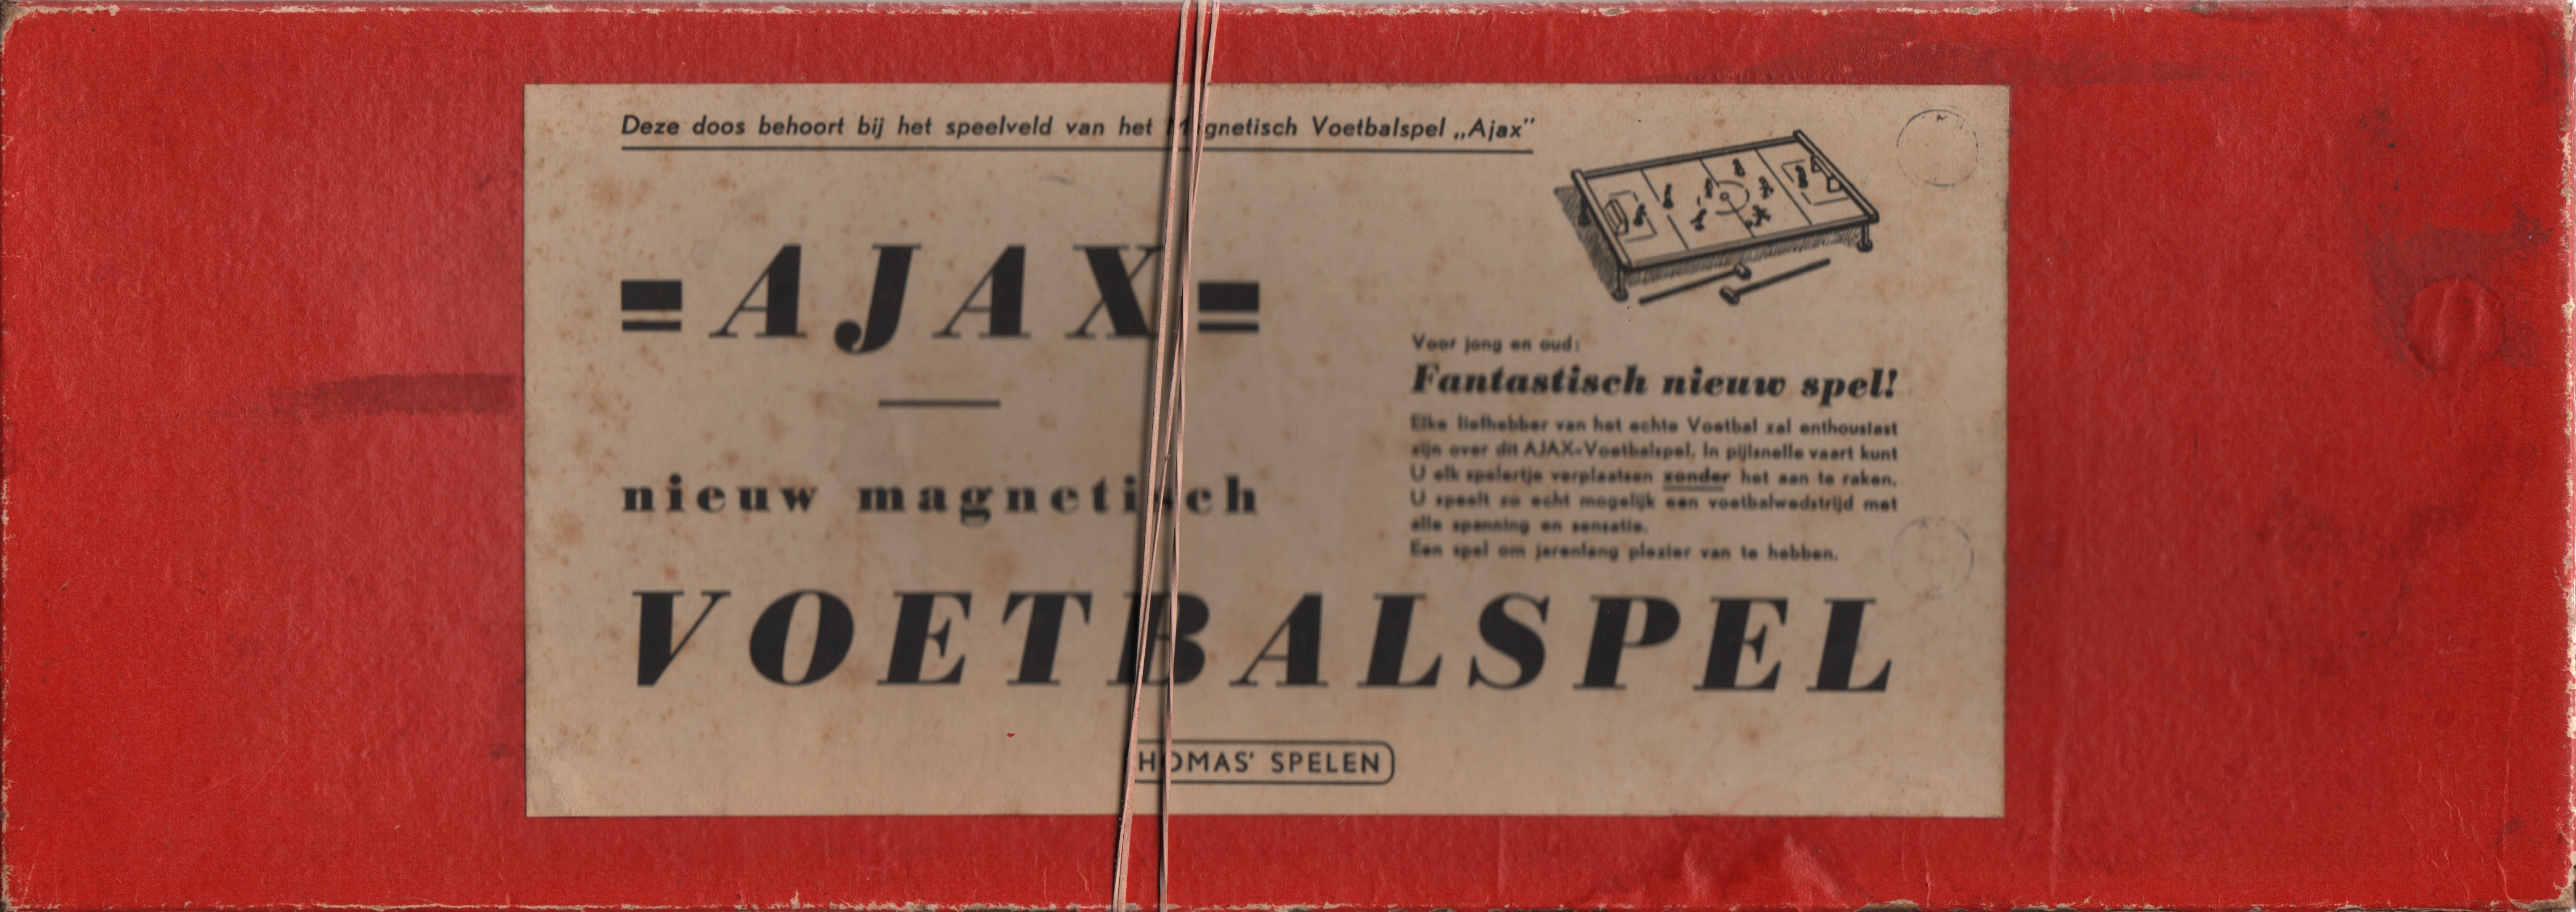 Deze doos behoort bij het speelveld van het Magnetisch Voetbalspel „Ajax”
=AJAX=
nieuw magnetisch
VOETBALSPEL
Voor jong en oud:
Fantastisch nieuw spel!
Elke liefhebber van het echte Voetbal zal enthousiast
zijn over dit AJAX-Voetbalspel. In pijlsnelle vaart kunt
U elk spelertje verplaatsen zonder het aan te raken.
U speelt zo echt mogelijk een voetbalwedstrijd met
alle spanning en sensatie.
Een spel om jarenlang plezier van te hebben.
THOMAS' SPELEN